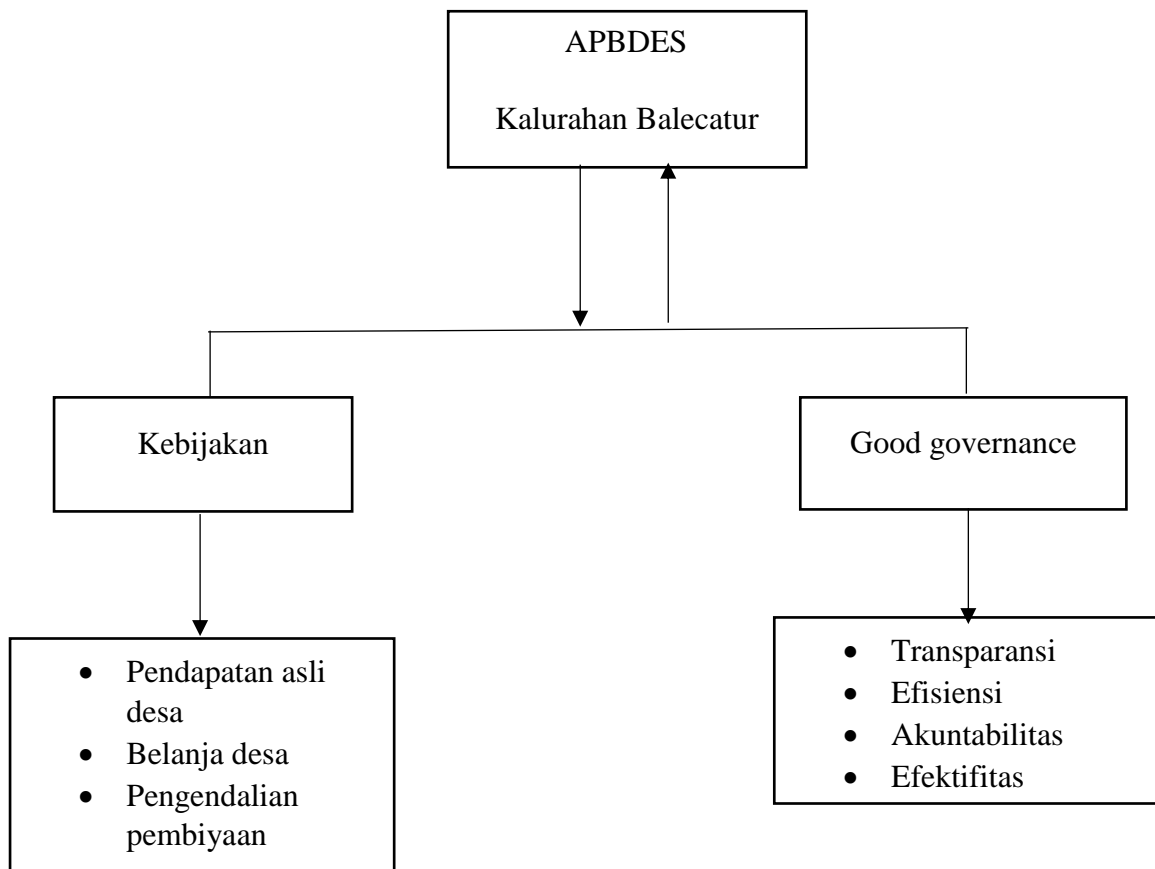 APBDES
Kalurahan Balecatur
Kebijakan
Good governance
• Pendapatan asli
desa
• Belanja desa
• Pengendalian
pembiyaan
• Transparansi
• Efisiensi
• Akuntabilitas
• Efektifitas